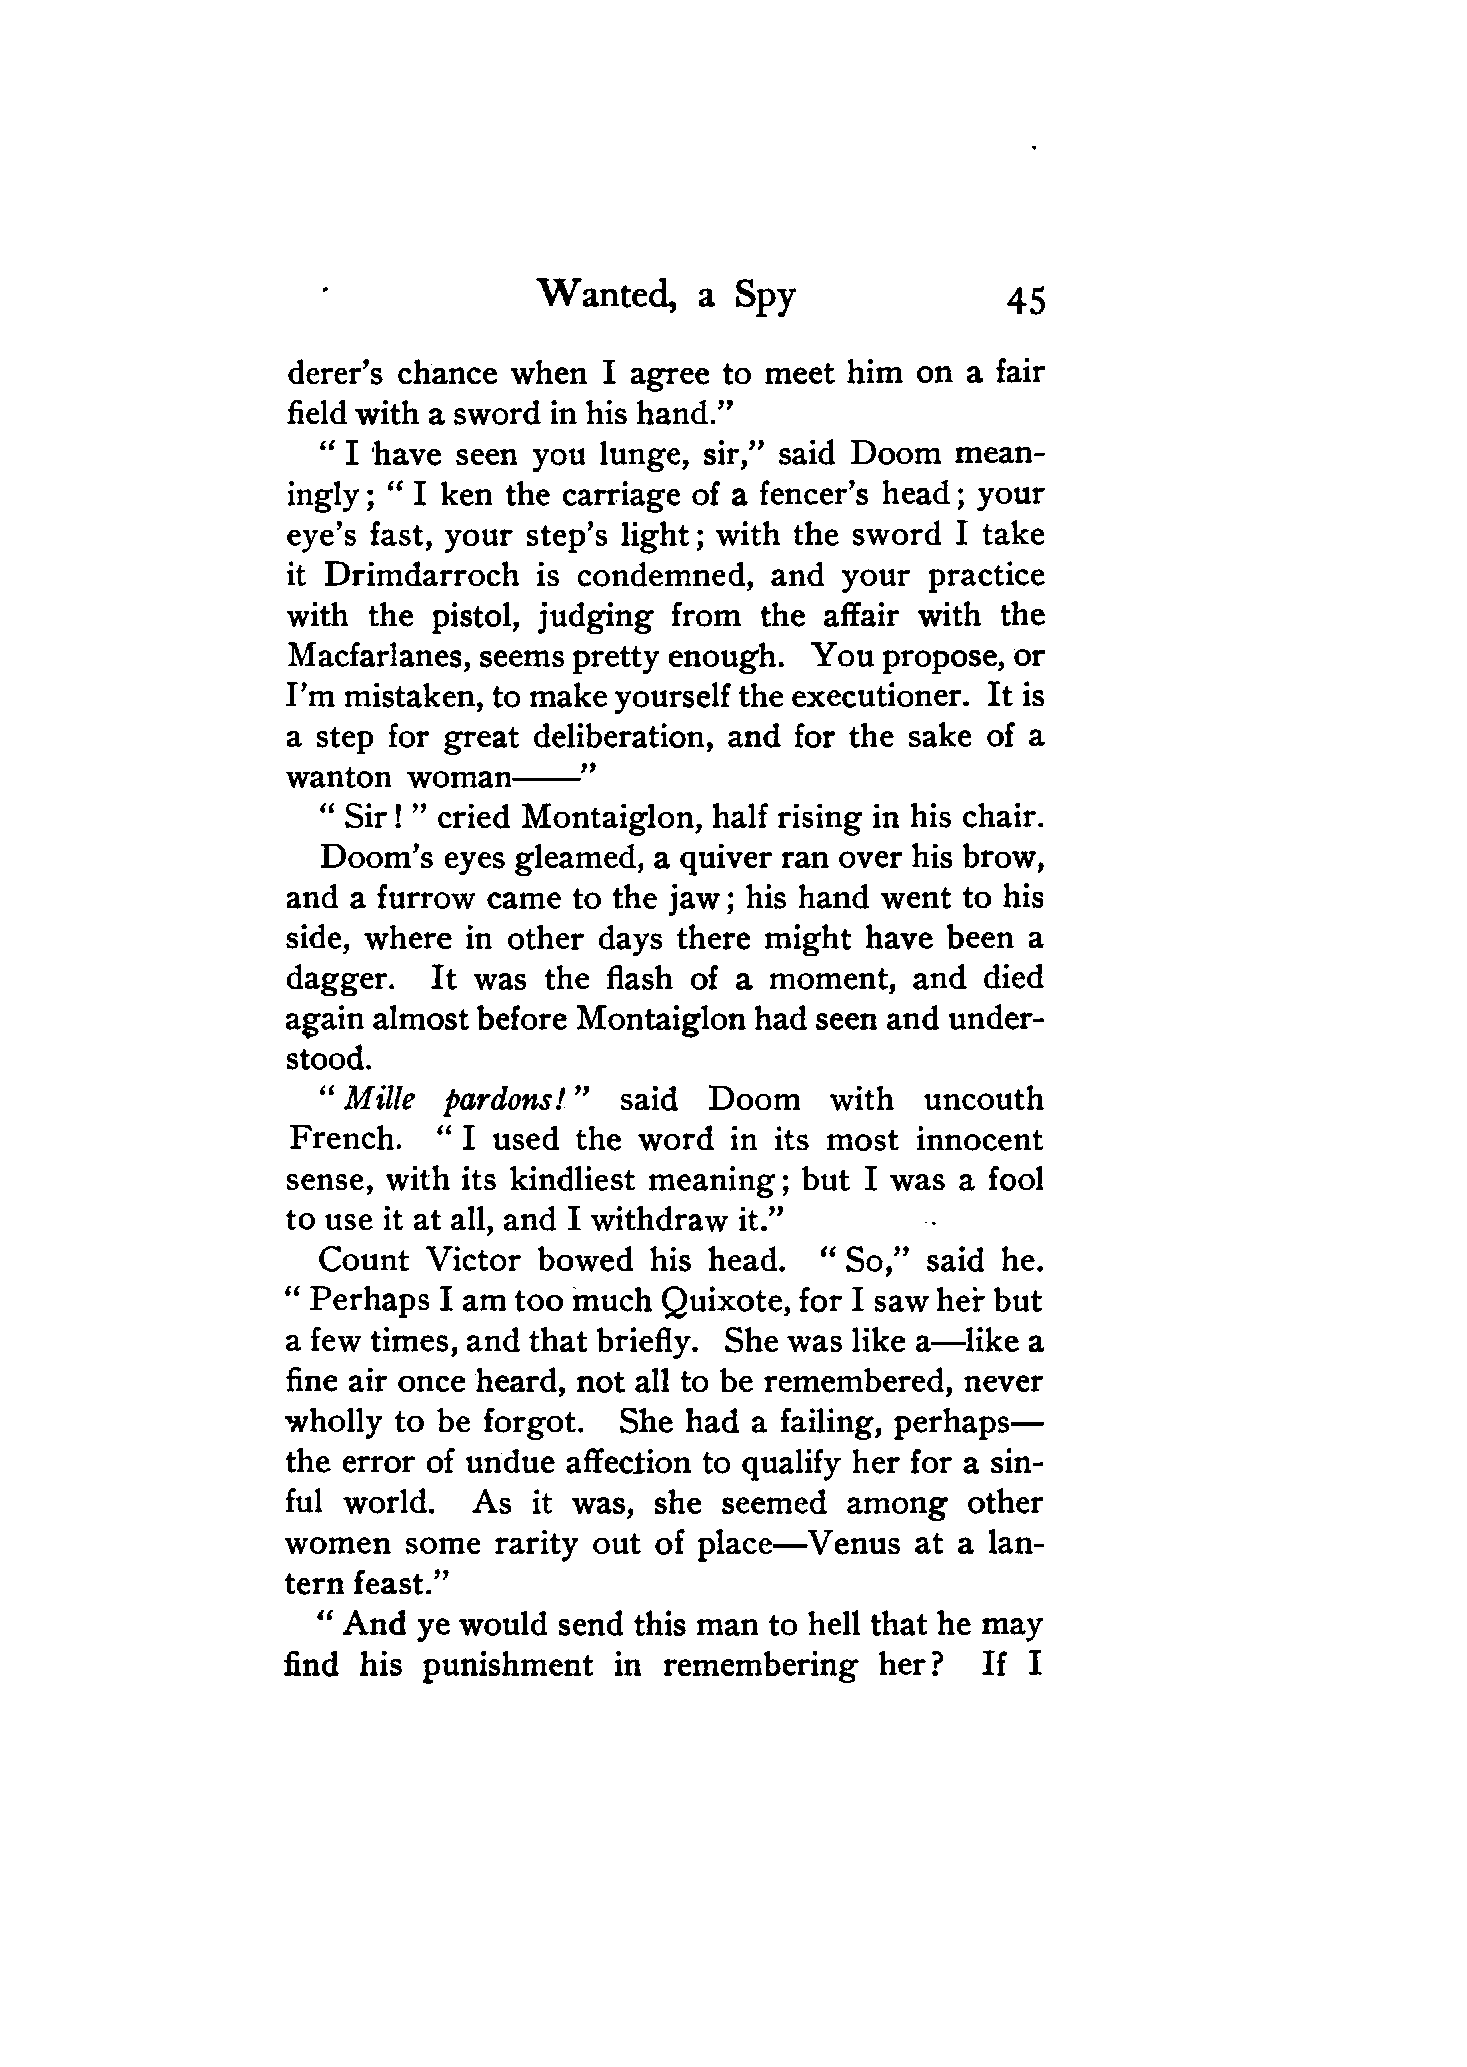 Wanted, a Spy 45
derer's chance when I agree to meet him on a fair
field with a sword in his hand."
" I have seen you lunge, sir," said Doom mean-
ingly; " I ken the carriage of a fencer's head; your
eye's fast, your step's light; with the sword I take
it Drimdarroch is condemned, and your practice
with the pistol, judging from the affair with the
Macfarlanes, seems pretty enough. You propose, or
I'm mistaken, to make yourself the executioner. It is
a step for great deliberation, and for the sake of a
wanton woman——"
" Sir! " cried Montaiglon, half rising in his chair.
Doom's eyes gleamed, a quiver ran over his brow,
and a furrow came to the jaw; his hand went to his
side, where in other days there might have been a
dagger. It was the flash of a moment, and died
again almost before Montaiglon had seen and under-
stood.
" Mille pardons! " said Doom with uncouth
French. " I used the word in its most innocent
sense, with its kindliest meaning; but I was a fool
to use it at all, and I withdraw it."
Count Victor bowed his head. " So," said he.
" Perhaps I am too much Quixote, for I saw her but
a few times, and that briefly. She was like a—like a
fine air once heard, not all to be remembered, never
wholly to be forgot. She had a failing, perhaps—
the error of undue affection to qualify her for a sin-
ful world. As it was, she seemed among other
women some rarity out of place—Venus at a lan-
tern feast."
" And ye would send this man to hell that he may
find his punishment in remembering her? If I